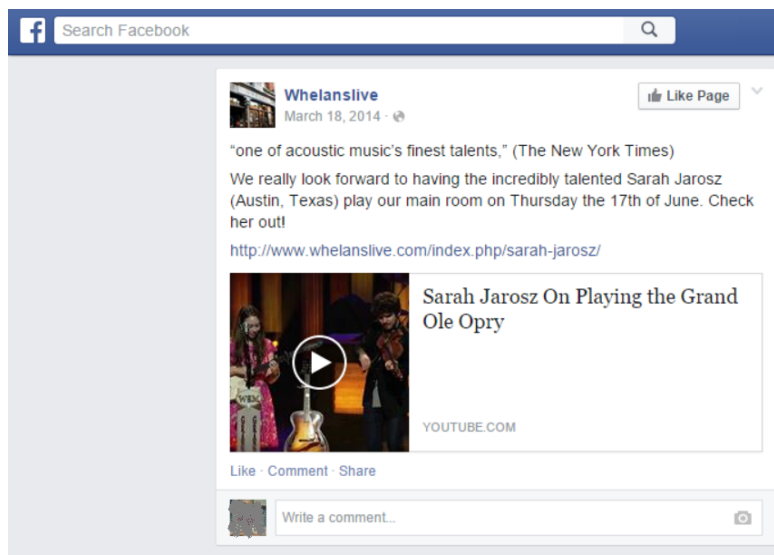 f
Search Facebook
Whelanslive
Like Page
March 18, 2014 ·
“one of acoustic music’s finest talents,” (The New York Times)
We really look forward to having the incredibly talented Sarah Jarosz
(Austin, Texas) play our main room on Thursday the 17th of June. Check
her out!
http://www.whelanslive.com/index.php/sarah-jarosz/
Sarah Jarosz On Playing the Grand
Ole Opry
WSM
YOUTUBE.COM
Like · Comment · Share
Write a comment...